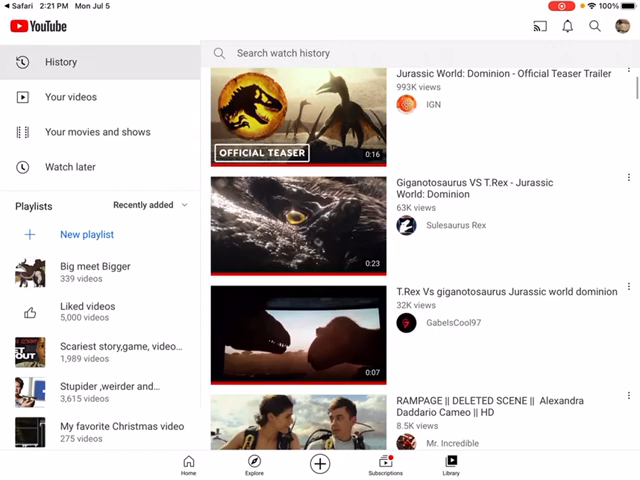 Safari 2:21 PM Mon Jul 5
100%
YouTube
Search watch history
History
Your videos
Your movies and shows
Watch later
Playlists
Recently added
New playlist
Big meet Bigger
339 videos
Liked videos
5,000 videos
Scariest story,game, video...
1,989 videos
Stupider ,weirder and...
3,615 videos
My favorite Christmas video
275 videos
OFFICIAL TEASER
0:16
Jurassic World: Dominion - Official Teaser Trailer
993K views
IGN
0:23
Giganotosaurus VS T.Rex - Jurassic
World: Dominion
63K views
Sulesaurus Rex
0:07
T.Rex Vs giganotosaurus Jurassic world dominion
32K views
GabelsCool97
RAMPAGE || DELETED SCENE || Alexandra
Daddario Cameo || HD
8.5K views
Mr. Incredible
Home
Explore
Subscriptions
Library